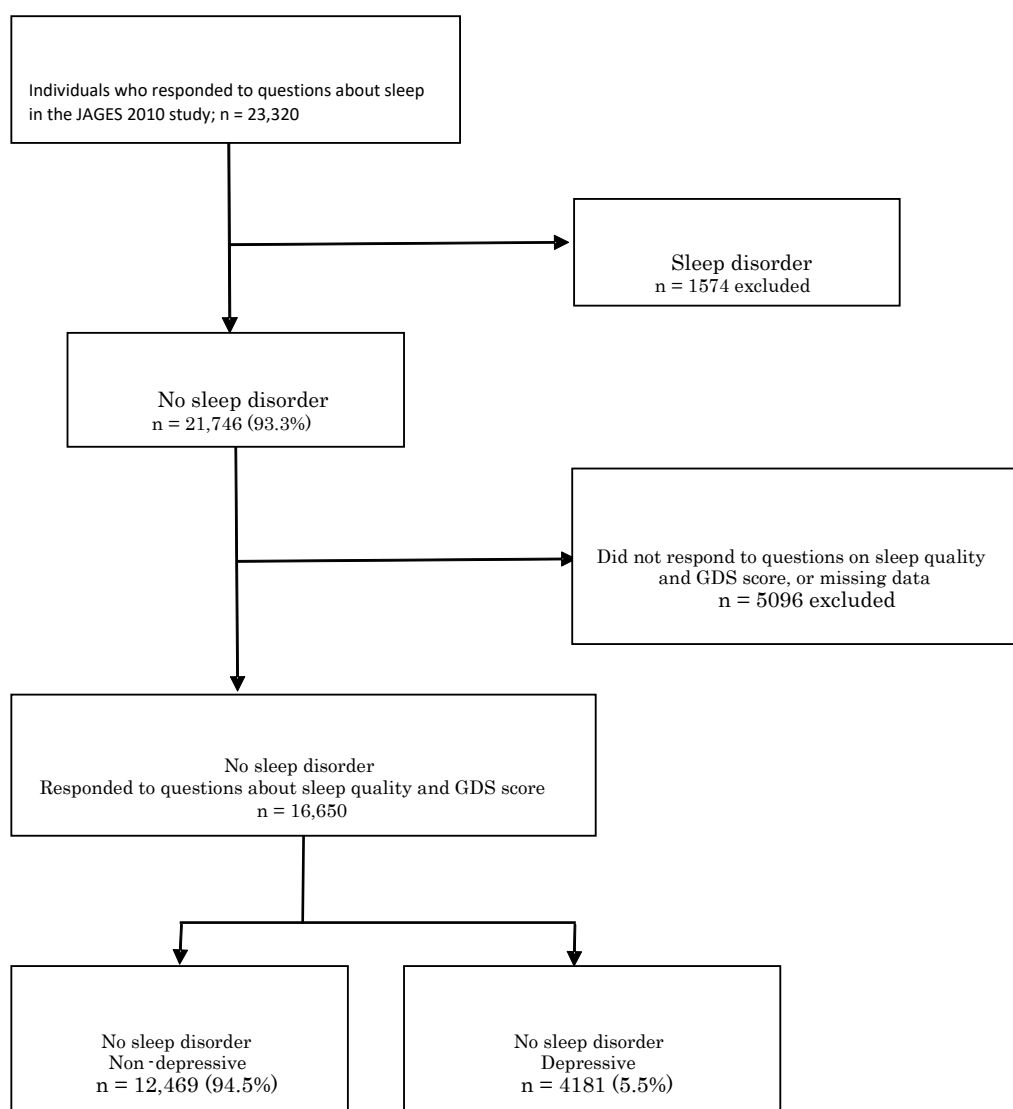 Individuals who responded to questions about sleep
in the JAGES 2010 study; n = 23,320
Sleep disorder
n = 1574 excluded
No sleep disorder
n = 21,746 (93.3%)
Did not respond to questions on sleep quality
and GDS score, or missing data
n = 5096 excluded
No sleep disorder
Responded to questions about sleep quality and GDS score
n = 16,650
No sleep disorder
Non-depressive
n = 12,469 (94.5%)
No sleep disorder
Depressive
n = 4181 (5.5%)